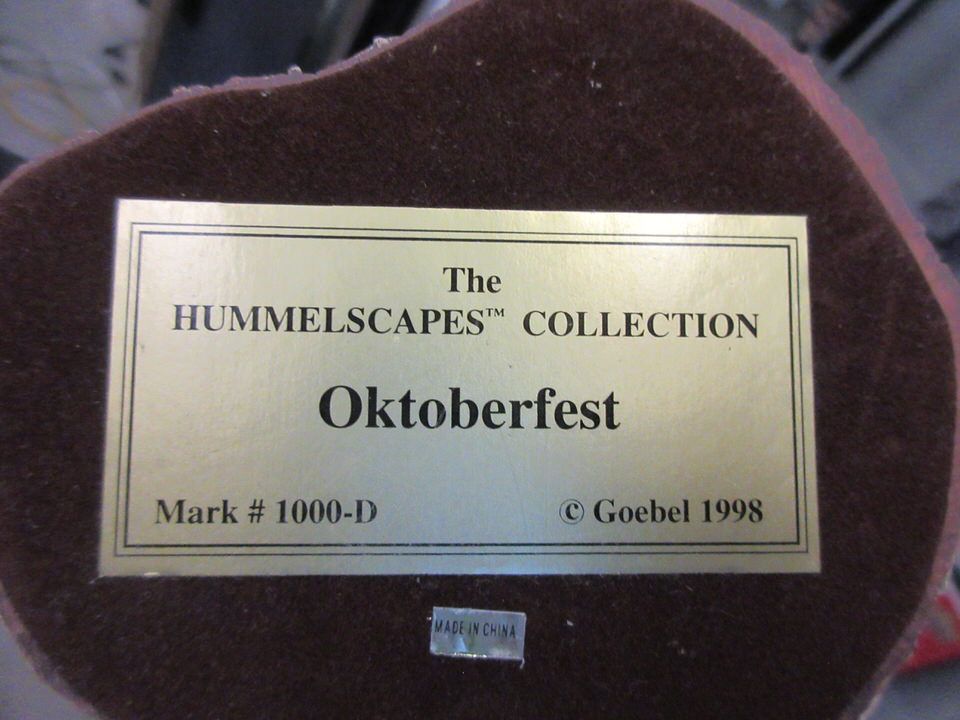 The
HUMMELSCAPES™ COLLECTION
Oktoberfest
Mark # 1000-D © Goebel 1998
MADE IN CHINA